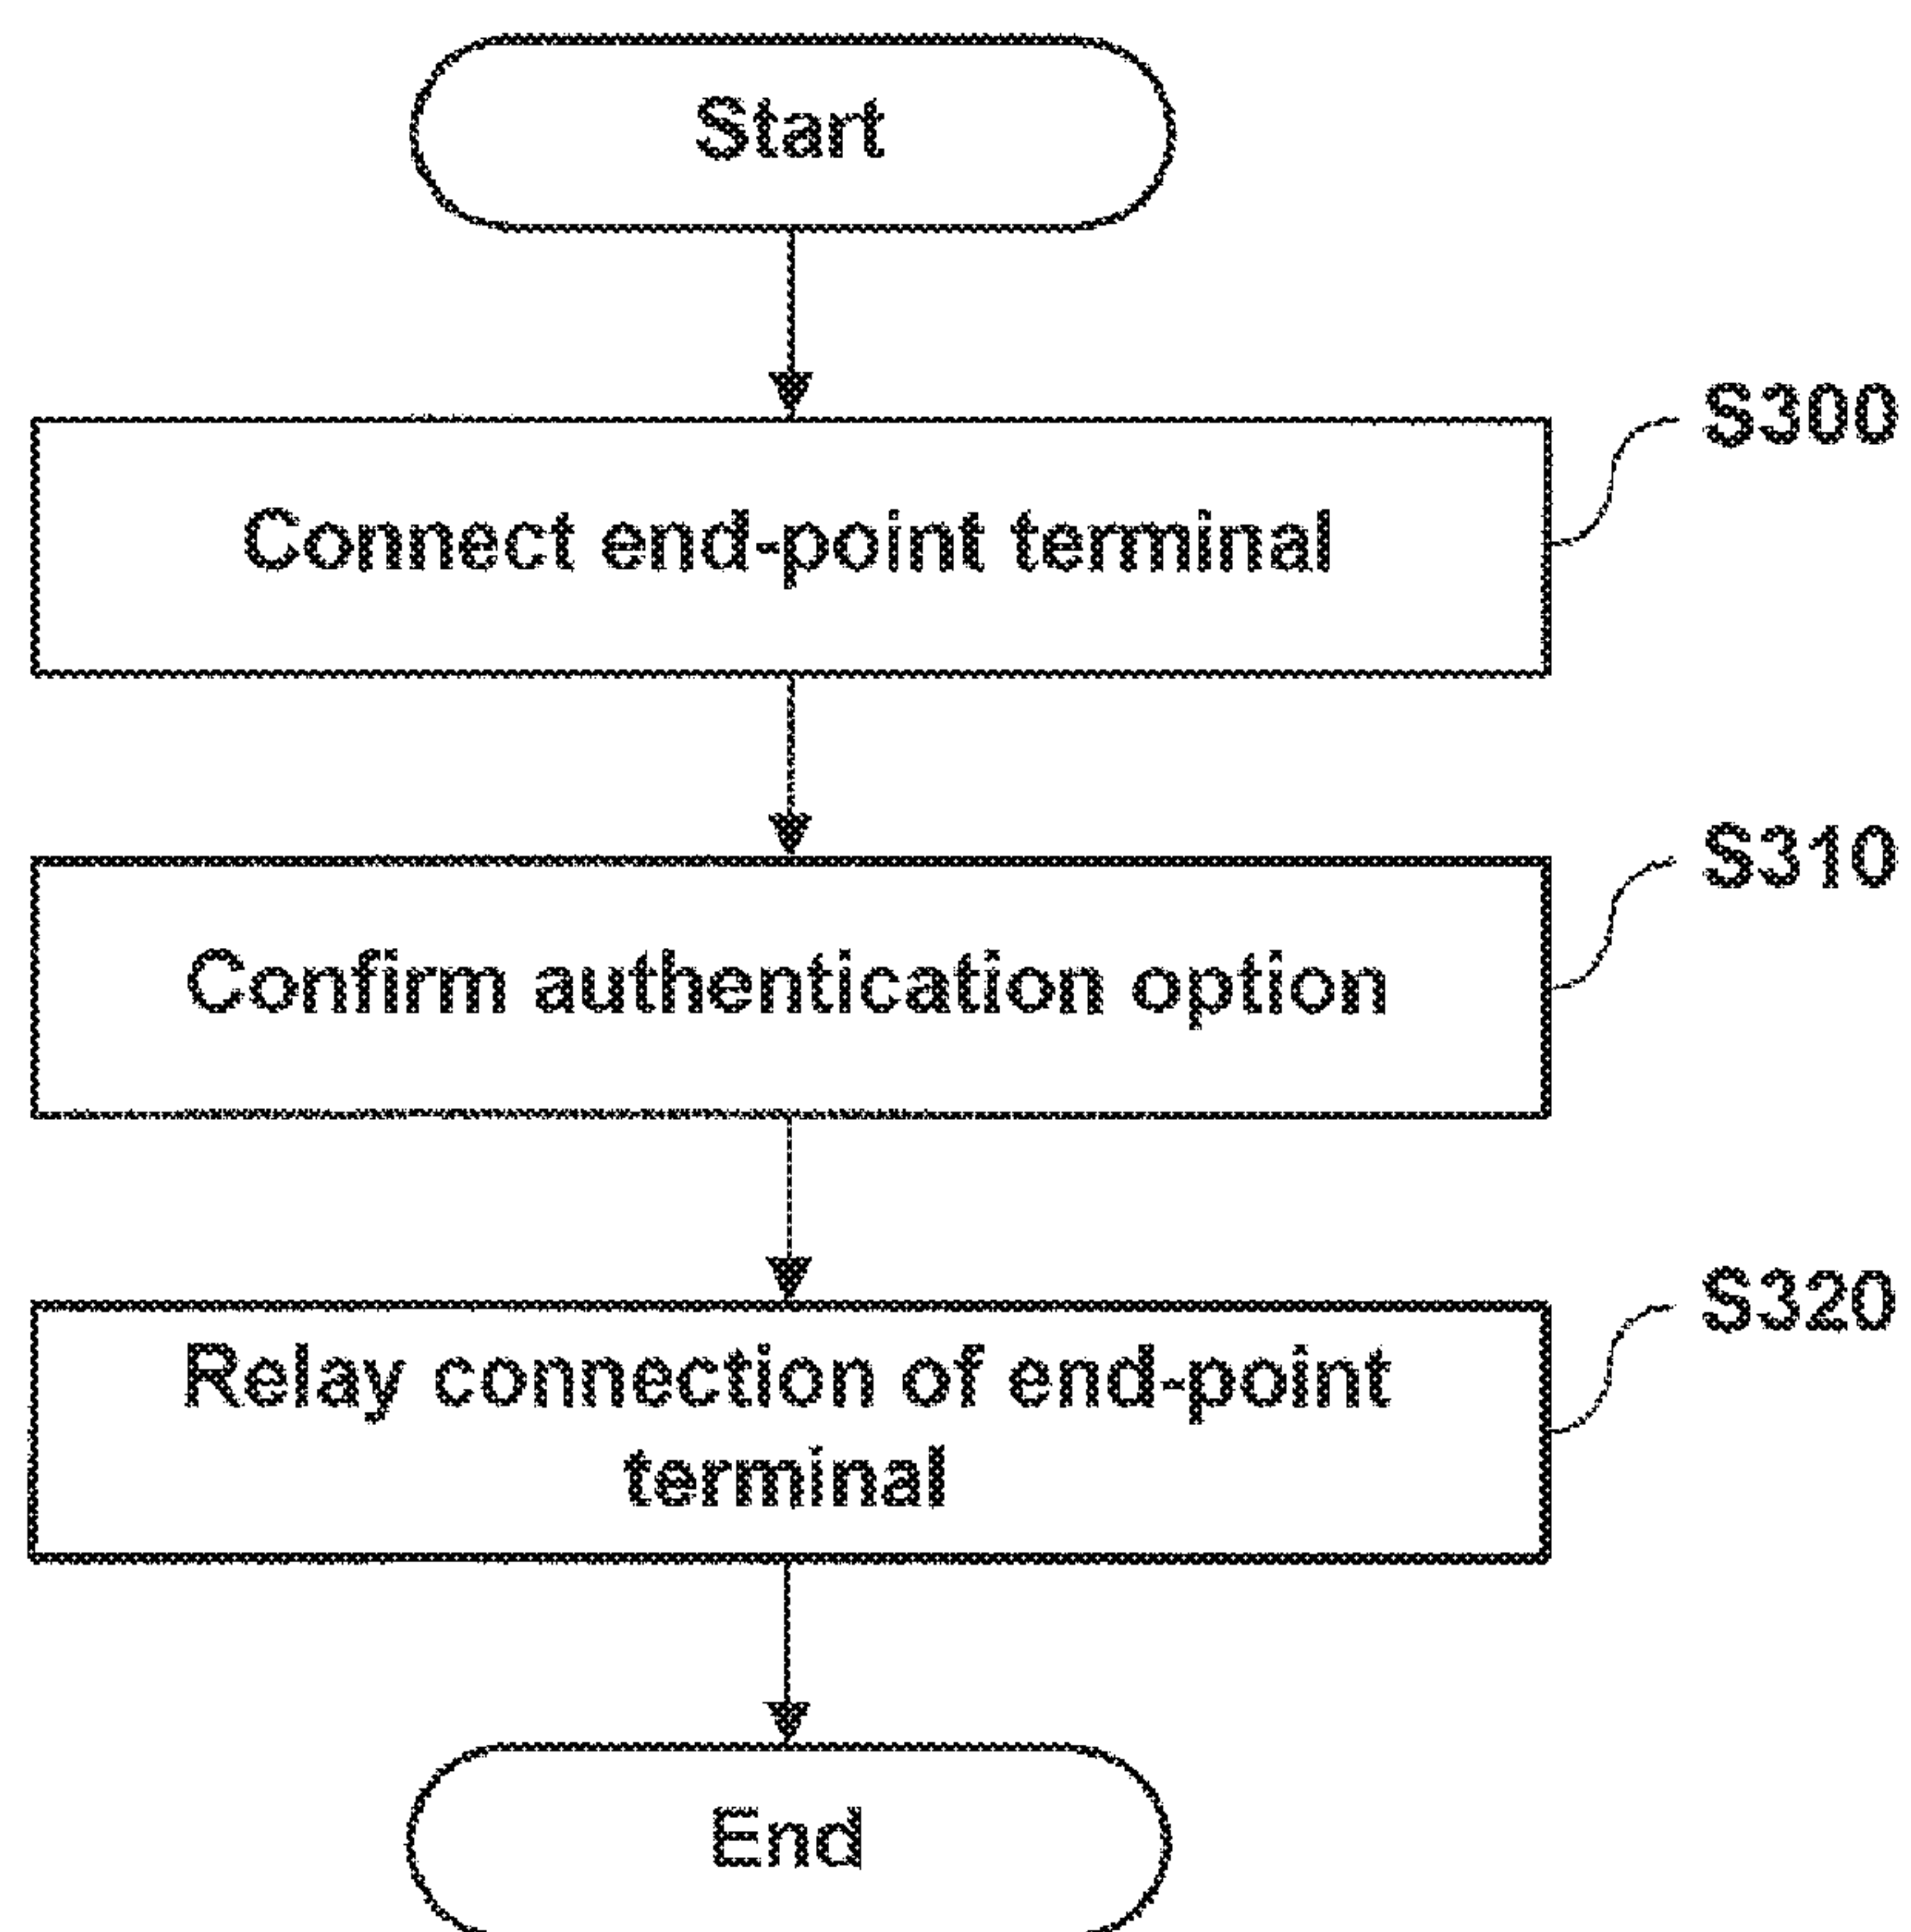 Start
S300
Connect end-point terminal
S310
Confirm authentication option
S320
Relay connection of end-point
terminal
End